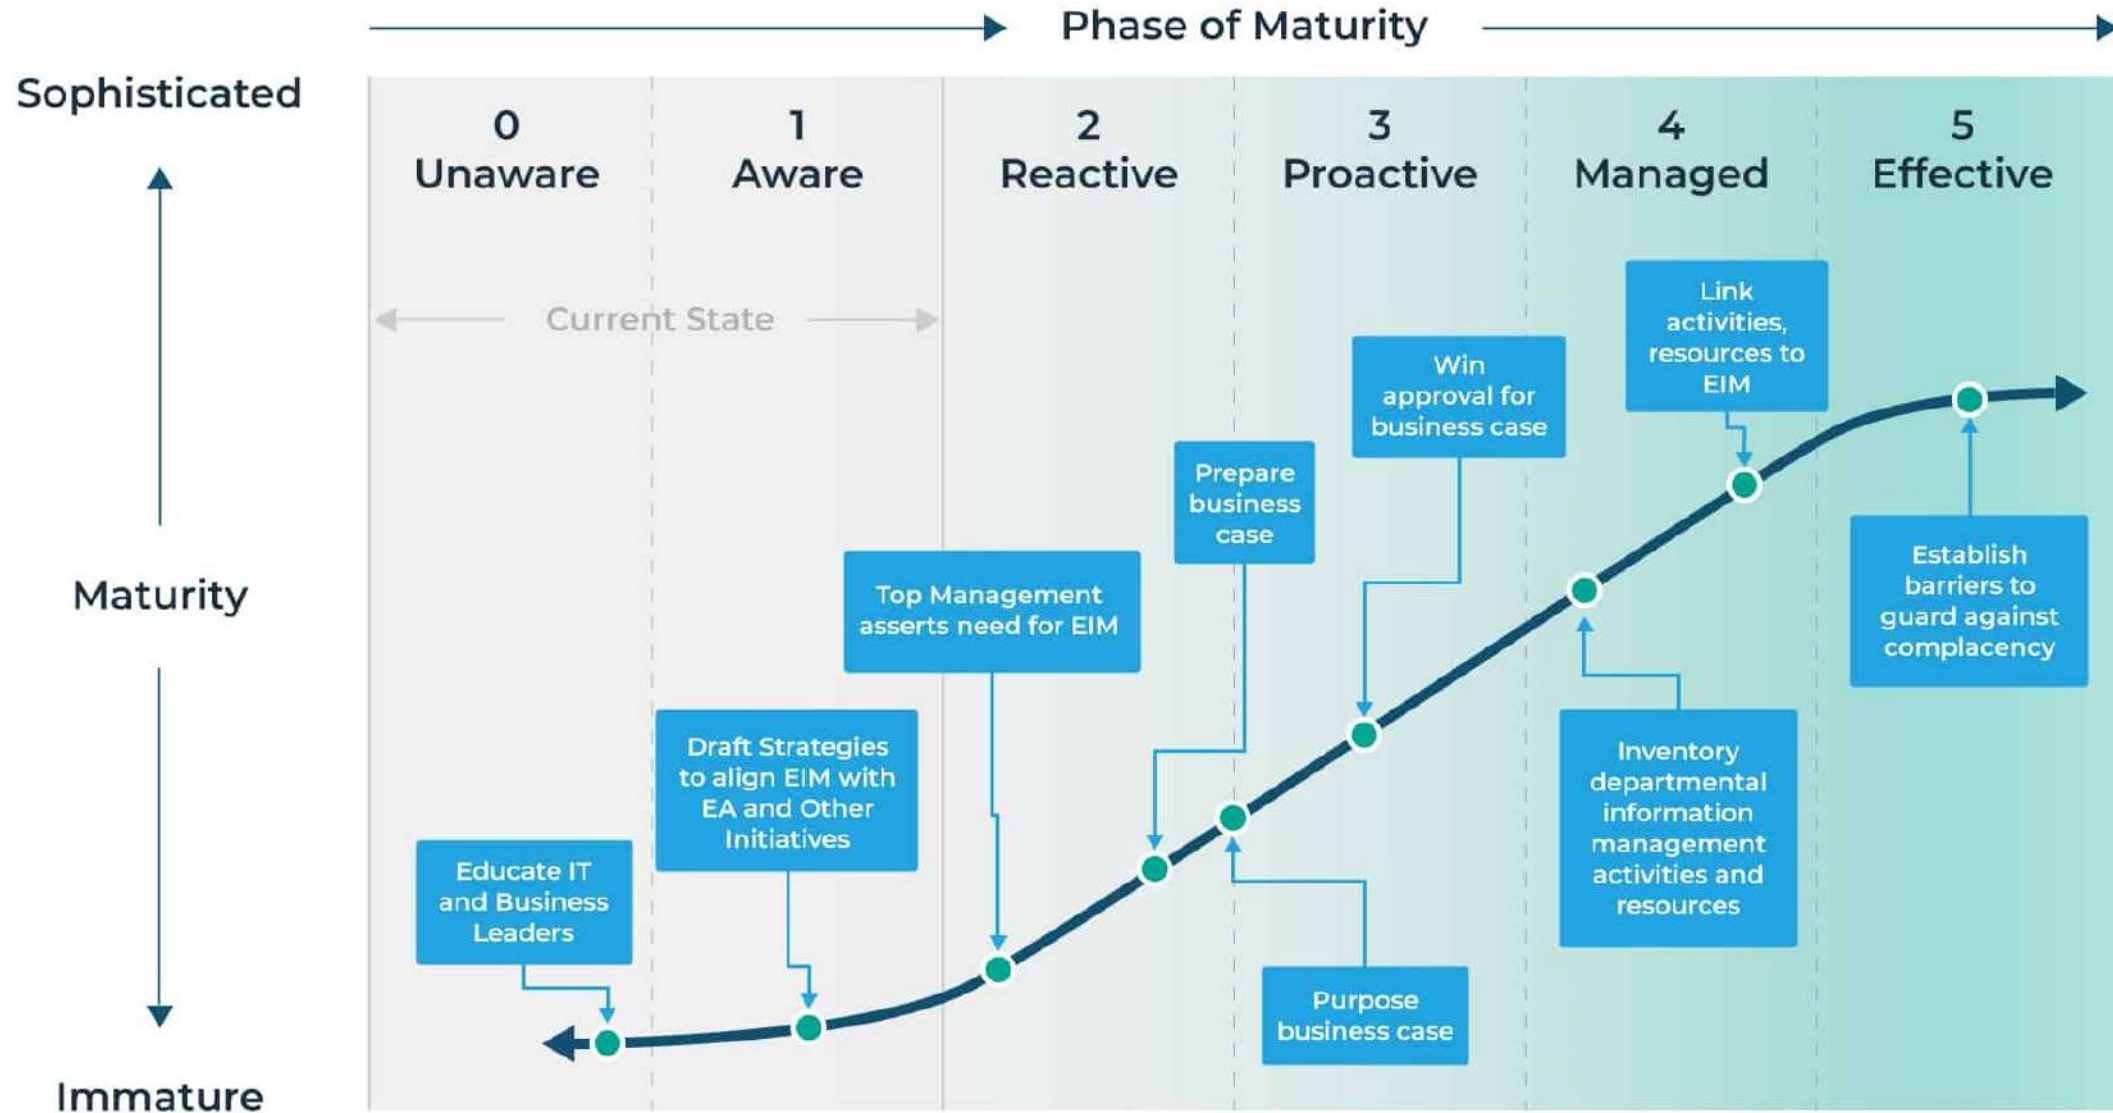 Phase of Maturity
Sophisticated
Maturity
Immature
0
Unaware
1
Aware
2
Reactive
3
Proactive
4
Managed
5
Effective
Current State
Educate IT
and Business
Leaders
Draft Strategies
to align EIM with
EA and Other
Initiatives
Top Management
asserts need for EIM
Prepare
business
case
Purpose
business case
Win
approval for
business case
Inventory
departmental
information
management
activities and
resources
Link
activities,
resources to
EIM
Establish
barriers to
guard against
complacency